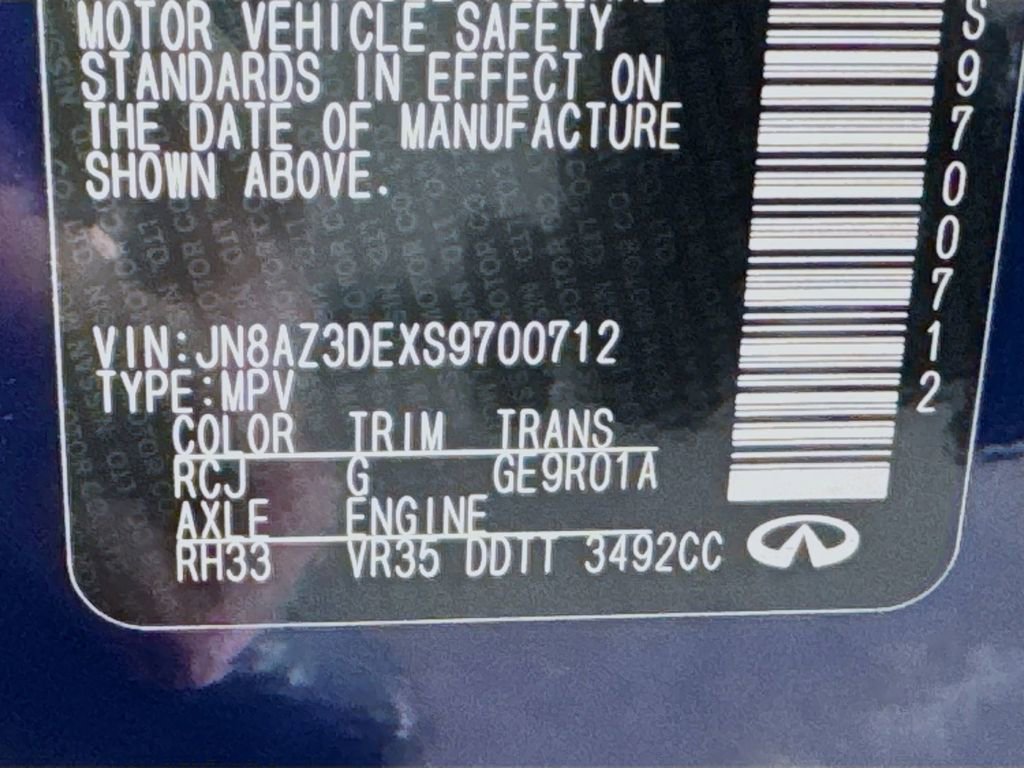 MOTOR VEHICLE SAFETY
STANDARDS IN EFFECT ON
THE DATE OF MANUFACTURE
SHOWN ABOVE.
VIN:JN8AZ3DEXS9700712
TYPE:MPV
COLOR TRIM TRANS
RCJ G GE9R01A
AXLE ENGINE
RH33 VR35 DDTT 3492CC
S9700712